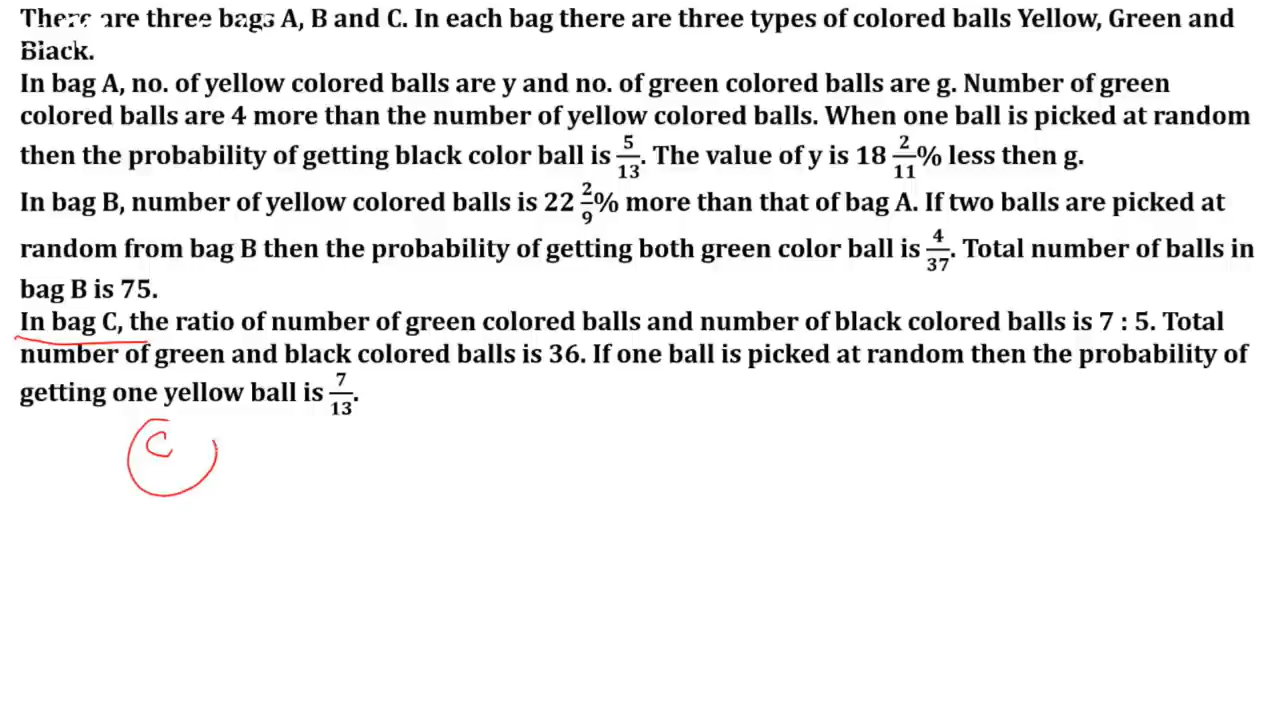 There are three bags A, B and C. In each bag there are three types of colored balls Yellow, Green and
Black.
In bag A, no. of yellow colored balls are y and no. of green colored balls are g. Number of green
colored balls are 4 more than the number of yellow colored balls. When one ball is picked at random
then the probability of getting black color ball is 5/13. The value of y is 18 2/11% less then g.
In bag B, number of yellow colored balls is 22 2/9% more than that of bag A. If two balls are picked at
random from bag B then the probability of getting both green color ball is 4/37. Total number of balls in
bag B is 75.
In bag C, the ratio of number of green colored balls and number of black colored balls is 7 : 5. Total
number of green and black colored balls is 36. If one ball is picked at random then the probability of
getting one yellow ball is 7/13.
C